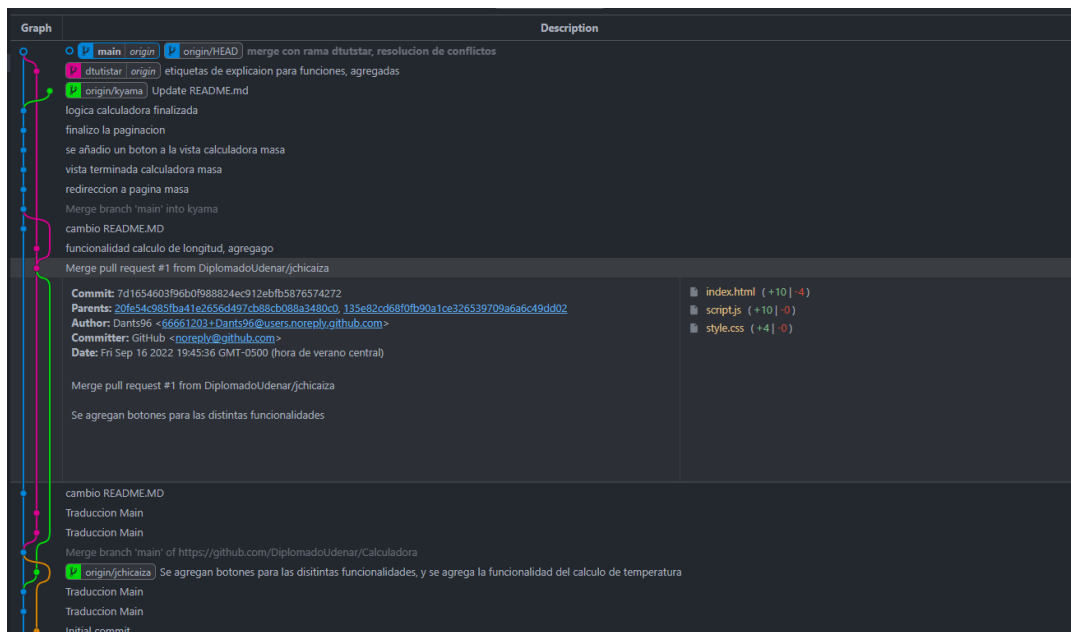 Graph Description
main origin origin/HEAD merge con rama dtutstar, resolucion de conflictos
dtutistar origin etiquetas de explicaion para funciones, agregadas
origin/kyama Update README.md
logica calculadora finalizada
finalizo la paginacion
se añadio un boton a la vista calculadora masa
vista terminada calculadora masa
redireccion a pagina masa
Merge branch 'main' into kyama
cambio README.MD
funcionalidad calculo de longitud, agregago
Merge pull request #1 from DiplomadoUdenar/jchicaiza
Commit: 7d1654603f96b0f988824ec912ebfb5876574272
Parents: 20fe54c985fba41e2656d497cb88cb088a3480c0, 135e82cd68f0fb90a1ce326539709a6a6c49dd02
Author: Dants96 <66661203+Dants96@users.noreply.github.com>
Committer: GitHub <noreply@github.com>
Date: Fri Sep 16 2022 19:45:36 GMT-0500 (hora de verano central)
Merge pull request #1 from DiplomadoUdenar/jchicaiza
Se agregan botones para las distintas funcionalidades
index.html (+10|-4)
script.js (+10|-0)
style.css (+4|-0)
cambio README.MD
Traduccion Main
Traduccion Main
Merge branch 'main' of https://github.com/DiplomadoUdenar/Calculadora
origin/jchicaiza Se agregan botones para las disitintas funcionalidades, y se agrega la funcionalidad del calculo de temperatura
Traduccion Main
Traduccion Main
Initial commit